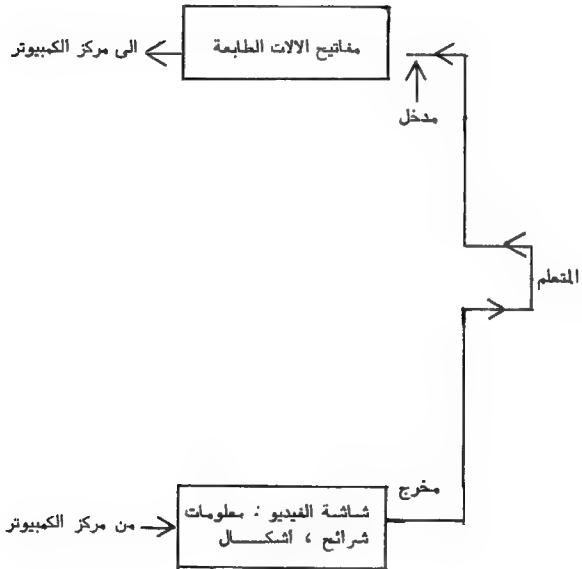 مفاتيح الالات الطابعة
الى مركز الكمبيوتر
مدخل
المتعلم
مخرج
شاشة الفيديو : معلومات
شرائح ، أشكـــــال
من مركز الكمبيوتر